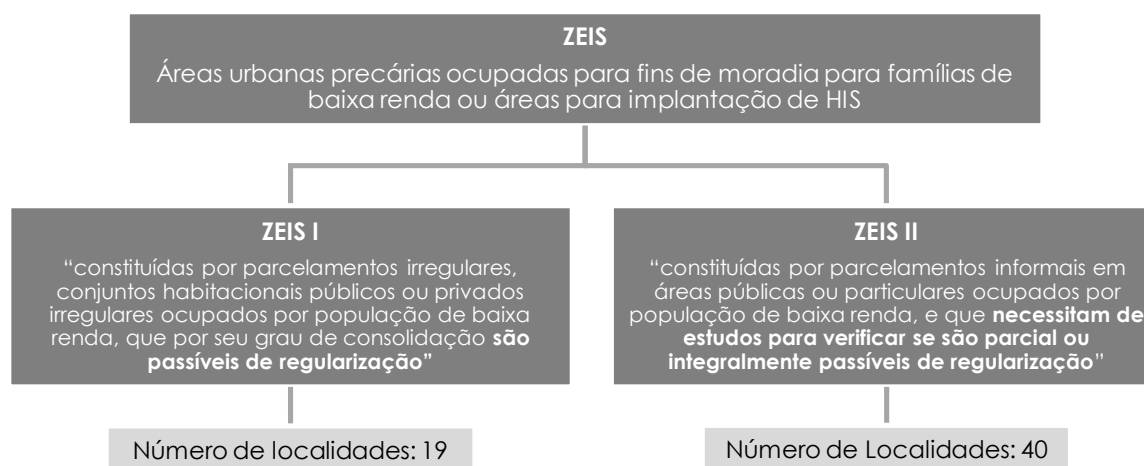 ZEIS
Áreas urbanas precárias ocupadas para fins de moradia para famílias de
baixa renda ou áreas para implantação de HIS
ZEIS I
“constituídas por parcelamentos irregulares,
conjuntos habitacionais públicos ou privados
irregulares ocupados por população de baixa
renda, que por seu grau de consolidação são
passíveis de regularização”
Número de localidades: 19
ZEIS II
“constituídas por parcelamentos informais em
áreas públicas ou particulares ocupados por
população de baixa renda, e que necessitam de
estudos para verificar se são parcial ou
integralmente passíveis de regularização”
Número de Localidades: 40